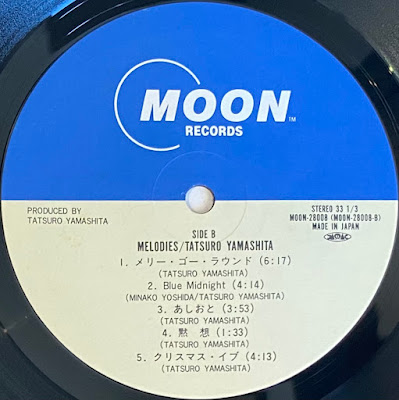 MOON™
RECORDS
PRODUCED BY
TATSURO YAMASHITA
STEREO 33 1/3
MOON-28008 (MOON-28008-B)
MADE IN JAPAN
SIDE B
MELODIES/TATSURO YAMASHITA
1. メリー・ゴー・ラウンド (6:17)
(TATSURO YAMASHITA)
2. Blue Midnight (4:14)
(MINAKO YOSHIDA/TATSURO YAMASHITA)
3. あしおと (3:53)
(TATSURO YAMASHITA)
4. 黙 想 (1:33)
(TATSURO YAMASHITA)
5. クリスマス・イブ (4:13)
(TATSURO YAMASHITA)